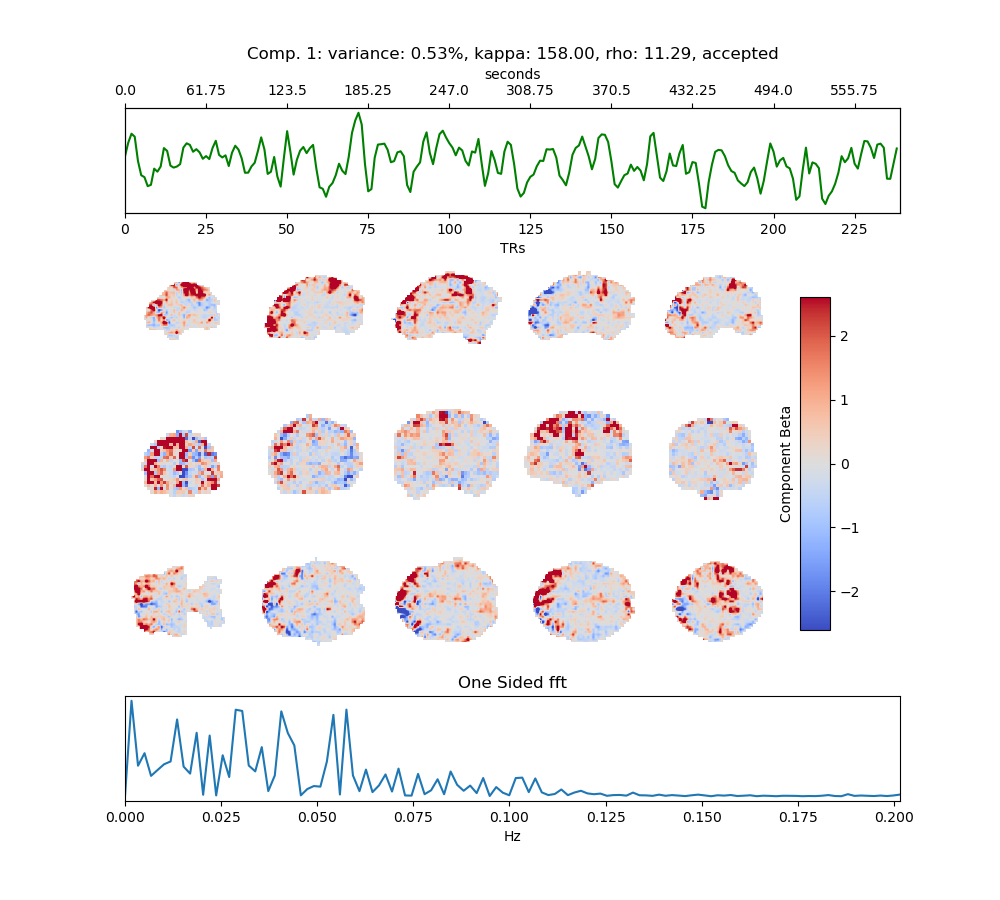 Comp. 1: variance: 0.53%, kappa: 158.00, rho: 11.29, accepted
seconds
0.0 61.75 123.5 185.25 247.0 308.75 370.5 432.25 494.0 555.75
0 25 50 75 100 125 150 175 200 225
TRs
2
1
0
−1
−2
Component Beta
One Sided fft
0.000 0.025 0.050 0.075 0.100 0.125 0.150 0.175 0.200
Hz